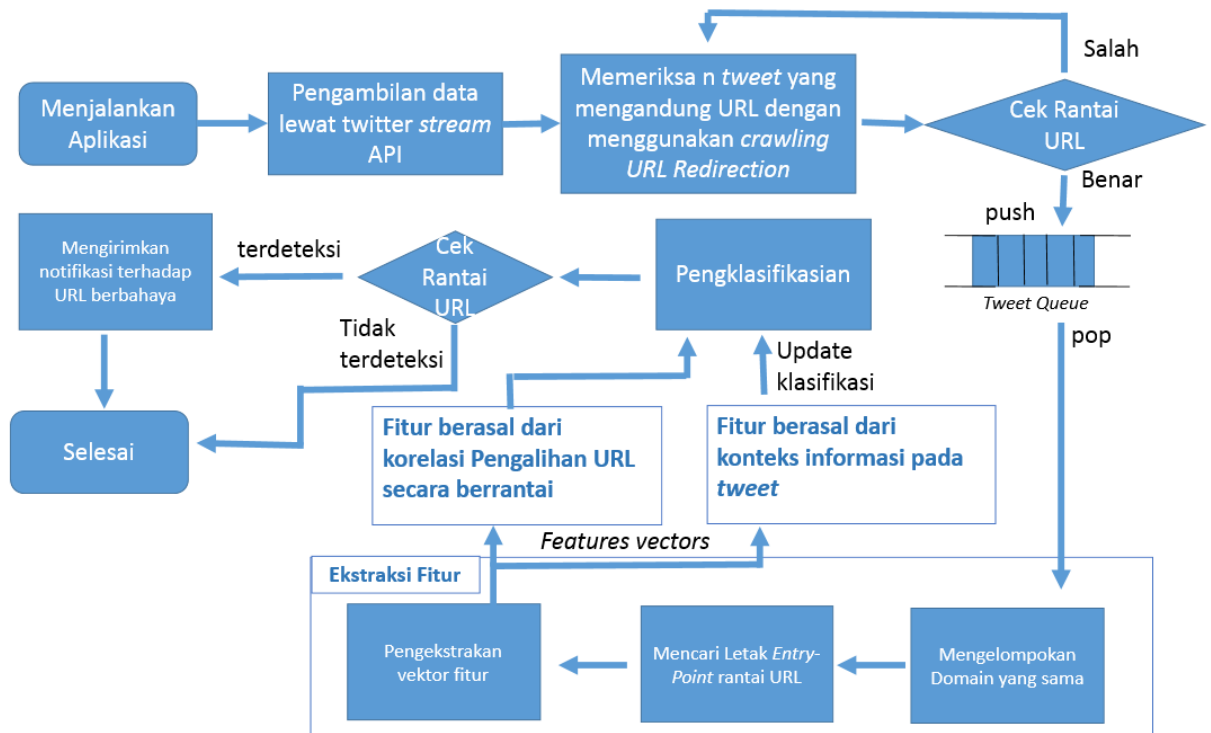 Menjalankan
Aplikasi
Pengambilan data
lewat twitter stream
API
Memeriksa n tweet yang
mengandung URL dengan
menggunakan crawling
URL Redirection
Salah
Cek Rantai
URL
Benar
push
Tweet Queue
pop
Mengirimkan
notifikasi terhadap
URL berbahaya
terdeteksi
Cek
Rantai
URL
Pengklasifikasian
Tidak
terdeteksi
Update
klasifikasi
Selesai
Fitur berasal dari
korelasi Pengalihan URL
secara berrantai
Fitur berasal dari
konteks informasi pada
tweet
Features vectors
Ekstraksi Fitur
Pengekstrakan
vektor fitur
Mencari Letak Entry-
Point rantai URL
Mengelompokan
Domain yang sama